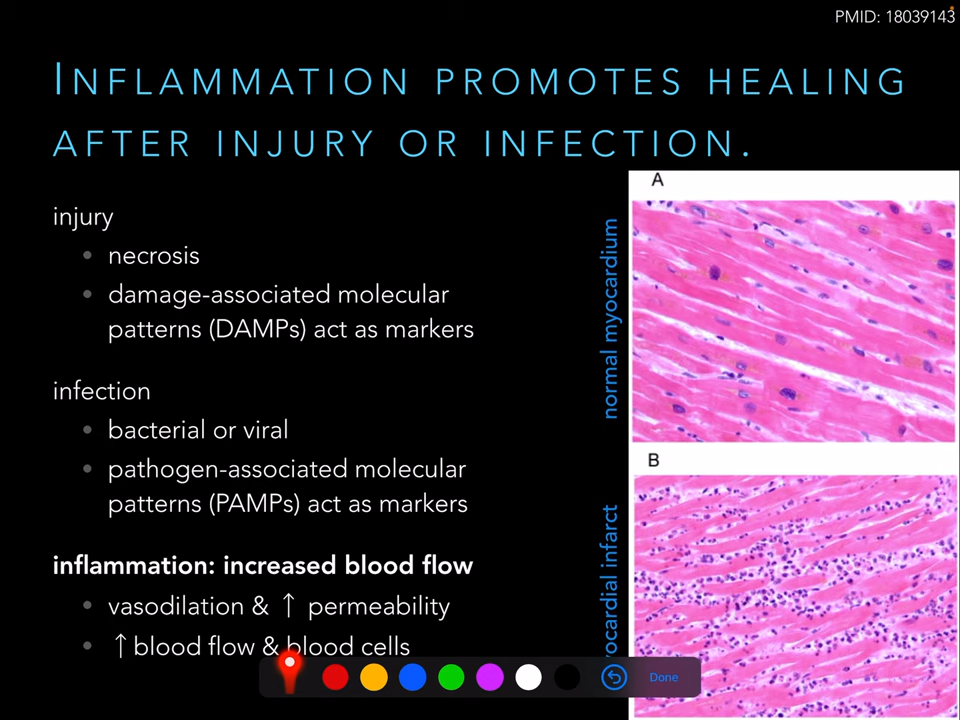 PMID: 18039143
INFLAMMATION PROMOTES HEALING
AFTER INJURY OR INFECTION.
injury
• necrosis
• damage-associated molecular
patterns (DAMPs) act as markers
infection
• bacterial or viral
• pathogen-associated molecular
patterns (PAMPs) act as markers
inflammation: increased blood flow
• vasodilation & ↑ permeability
• ↑ blood flow & blood cells
A
normal myocardium
B
yocardial infarct
Done